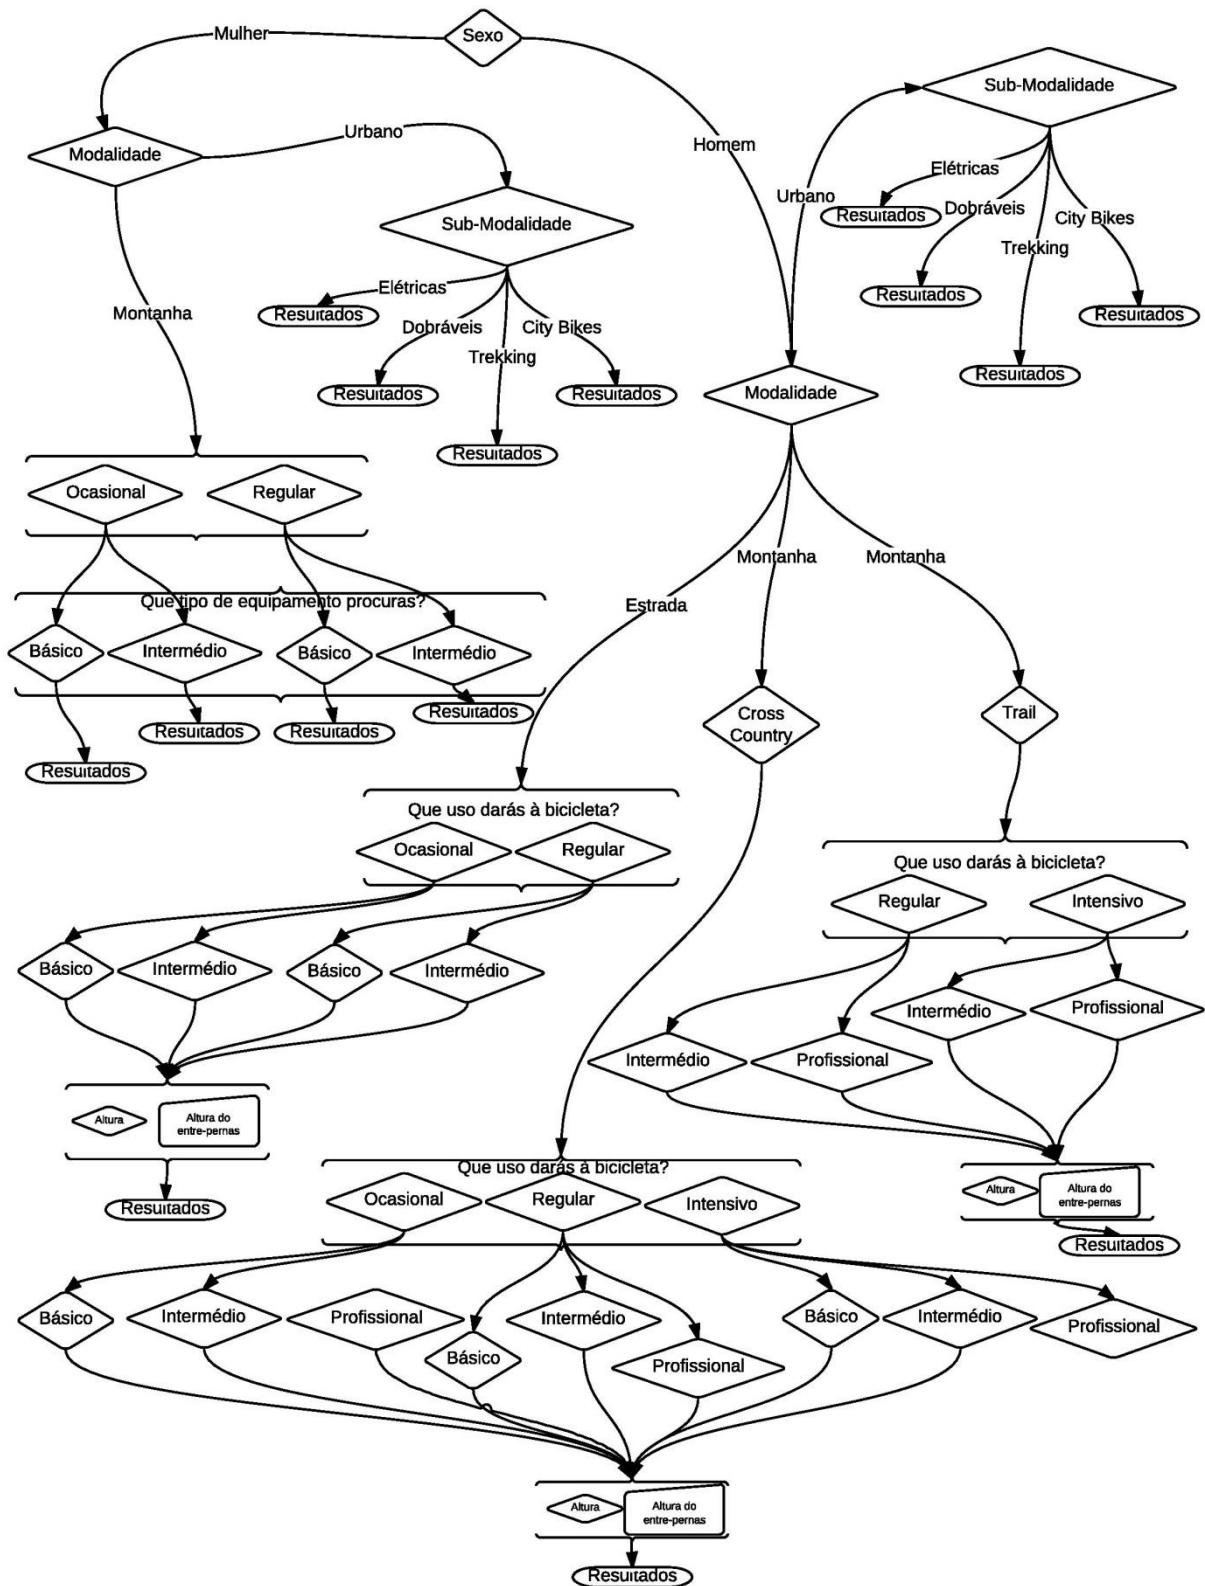 Sexo
Mulher
Homem
Modalidade
Urbano
Sub-Modalidade
Elétricas
Resultados
Dobráveis
Resultados
Trekking
Resultados
City Bikes
Resultados
Montanha
Ocasional
Regular
Que tipo de equipamento procuras?
Básico
Intermédio
Básico
Intermédio
Resultados
Resultados
Resultados
Resultados
Urbano
Sub-Modalidade
Elétricas
Resultados
Dobráveis
Resultados
Trekking
Resultados
City Bikes
Resultados
Modalidade
Estrada
Montanha
Montanha
Cross
Country
Trail
Que uso darás à bicicleta?
Ocasional
Regular
Básico
Intermédio
Básico
Intermédio
Altura
Altura do
entre-pernas
Resultados
Que uso darás à bicicleta?
Regular
Intensivo
Intermédio
Profissional
Intermédio
Profissional
Altura
Altura do
entre-pernas
Resultados
Que uso darás à bicicleta?
Ocasional
Regular
Intensivo
Básico
Intermédio
Profissional
Básico
Intermédio
Profissional
Básico
Intermédio
Profissional
Altura
Altura do
entre-pernas
Resultados